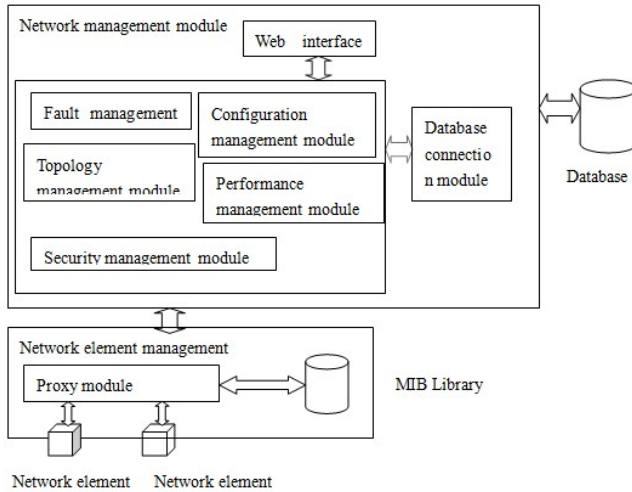 Network management module
Web interface
Fault management
Configuration
management module
Topology
management module
Performance
management module
Security management module
Database
connectio
n module
Database
Network element management
Proxy module
MIB Library
Network element
Network element